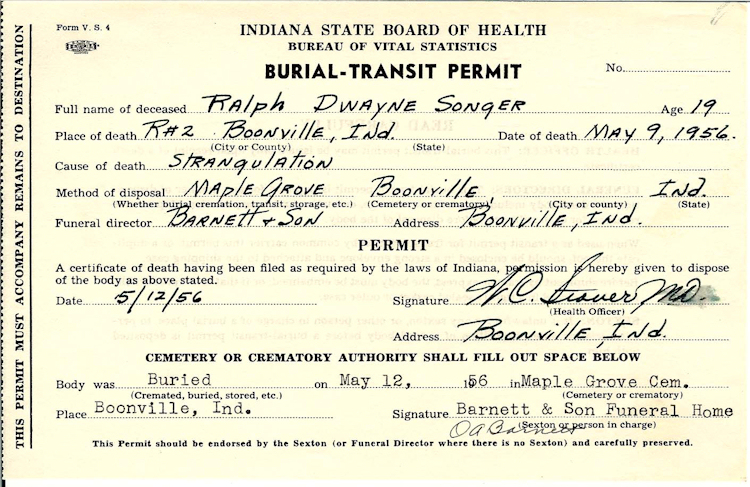 Form V. S. 4
INDIANA STATE BOARD OF HEALTH
BUREAU OF VITAL STATISTICS
BURIAL-TRANSIT PERMIT
No.
Full name of deceased Ralph Dwayne Songer Age 19
Place of death R#2 Boonville, Ind. Date of death May 9, 1956.
(City or County) (State)
Cause of death Strangulation
Method of disposal Maple Grove Boonville, Ind.
(Whether burial cremation, transit, storage, etc.) (Cemetery or crematory) (City or county) (State)
Funeral director Barnett & Son Address Boonville, Ind.
PERMIT
A certificate of death having been filed as required by the laws of Indiana, permission is hereby given to dispose
of the body as above stated.
Date 5/12/56 Signature W.C. MD.
(Health Officer)
Address Boonville, Ind.
CEMETERY OR CREMATORY AUTHORITY SHALL FILL OUT SPACE BELOW
Body was Buried on May 12, 156 in Maple Grove Cem.
(Cremated, buried, stored, etc.) (Cemetery or crematory)
Place Boonville, Ind. Signature Barnett & Son Funeral Home
(Sexton or person in charge)
OA Barnett
This Permit should be endorsed by the Sexton (or Funeral Director where there is no Sexton) and carefully preserved.
THIS PERMIT MUST ACCOMPANY REMAINS TO DESTINATION